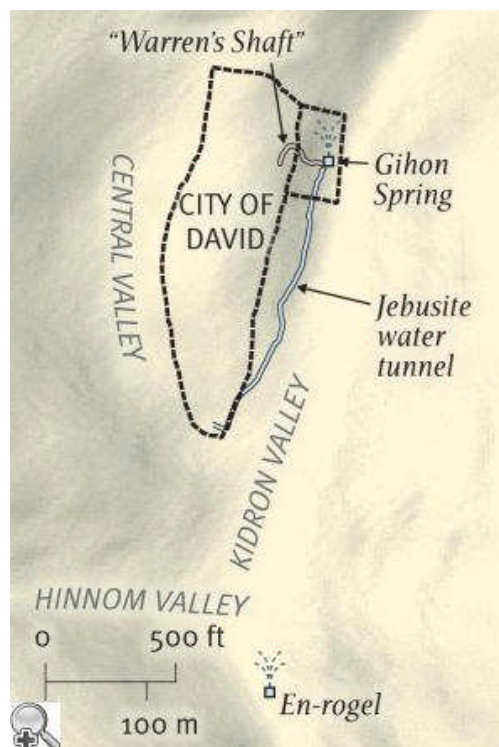 “Warren’s Shaft”
CENTRAL VALLEY
CITY OF
DAVID
Gihon
Spring
Jebusite
water
tunnel
KIDRON VALLEY
HINNOM VALLEY
0 500 ft
100 m
En-rogel